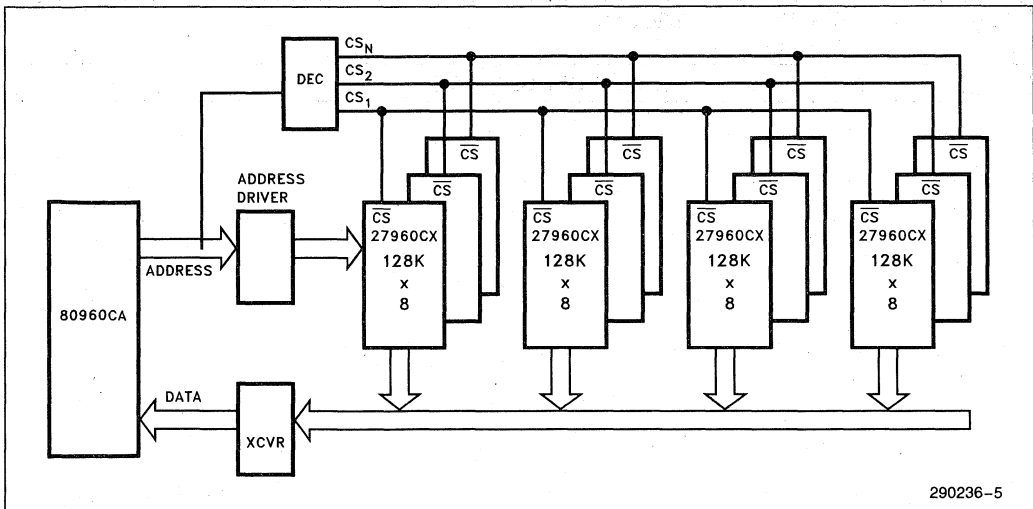 CS_N
CS_2
CS_1
DEC
CS CS CS CS
ADDRESS
DRIVER
CS CS CS CS
CS CS CS CS
27960CX 27960CX 27960CX 27960CX
128K 128K 128K 128K
x x x x
8 8 8 8
ADDRESS
80960CA
DATA
XCVR
290236-5